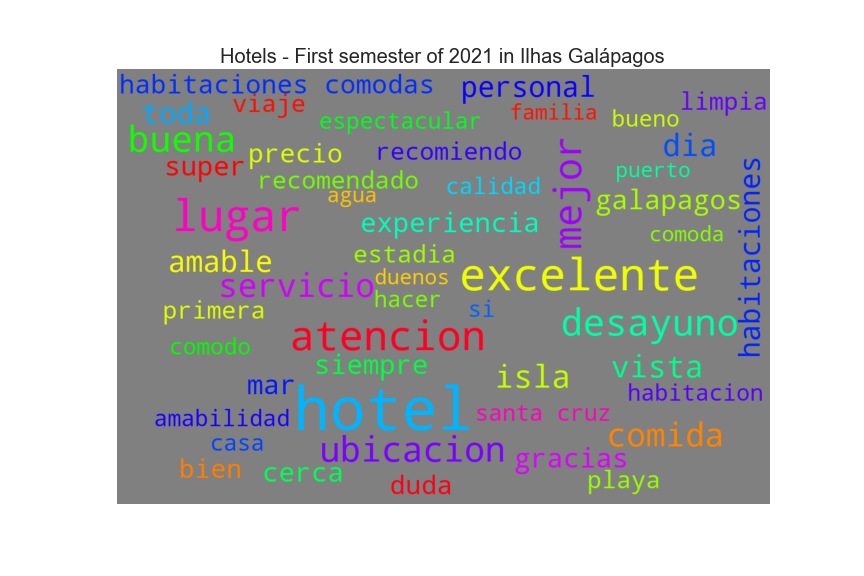 Hotels - First semester of 2021 in Ilhas Galápagos
habitaciones comodas
personal
limpia
toda
viaje
familia
espectacular
bueno
buena
dia
super
precio
recomiendo
mejor
puerto
recomendado
calidad
agua
galapagos
lugar
experiencia
comoda
habitaciones
estadia
amable
servicio
duenos
excelente
hacer
primera
si
desayuno
atencion
comodo
siempre
isla
vista
mar
habitacion
hotel
amabilidad
santa cruz
casa
ubicacion
comida
gracias
bien
cerca
duda
playa